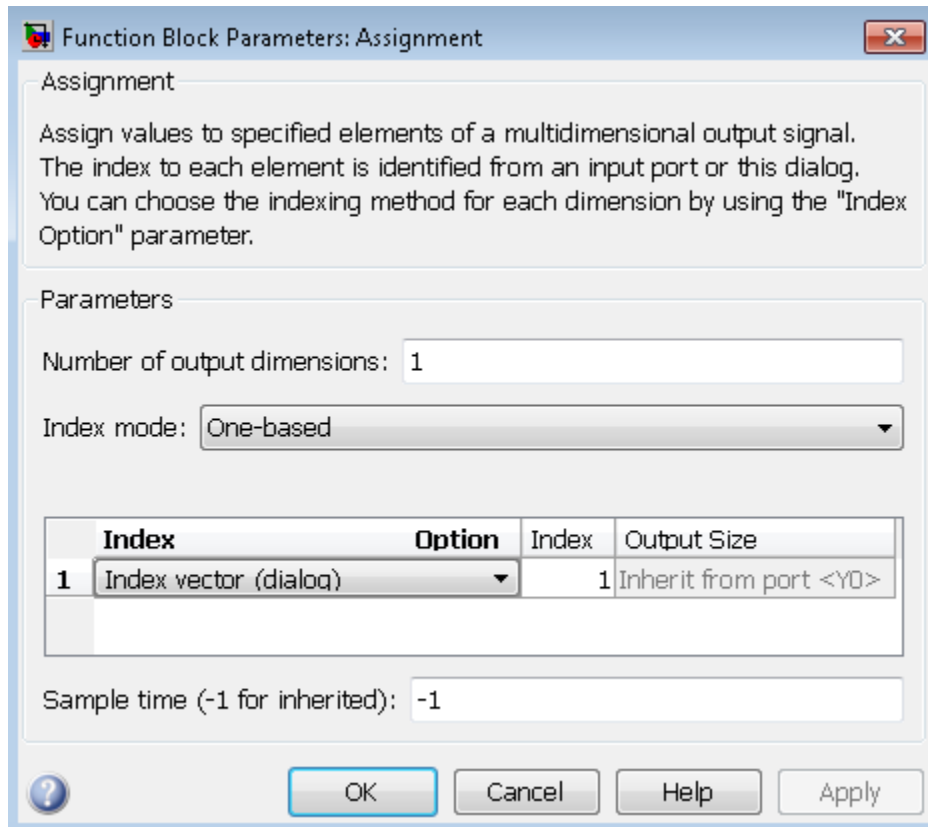 Function Block Parameters: Assignment
Assignment
Assign values to specified elements of a multidimensional output signal.
The index to each element is identified from an input port or this dialog.
You can choose the indexing method for each dimension by using the "Index
Option" parameter.
Parameters
Number of output dimensions: 1
Index mode: One-based
Index Option Index Output Size
1 Index vector (dialog) 1 Inherit from port <Y0>
Sample time (-1 for inherited): -1
OK Cancel Help Apply